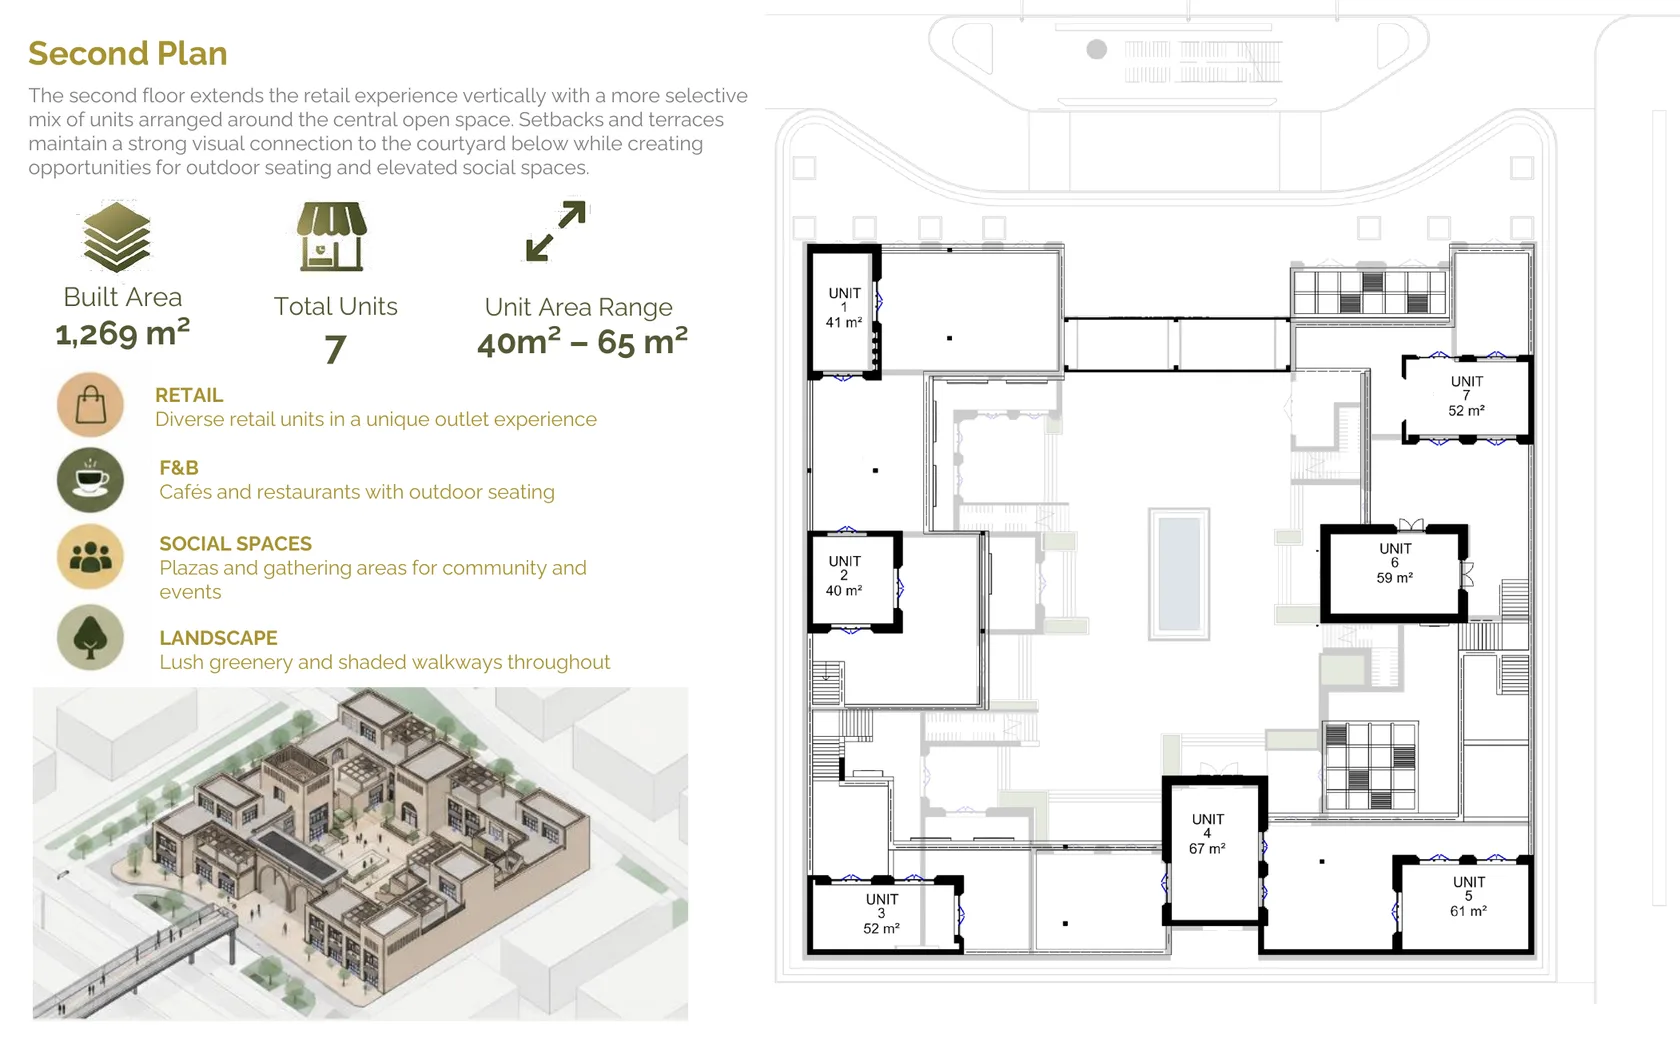 Second Plan
The second floor extends the retail experience vertically with a more selective
mix of units arranged around the central open space. Setbacks and terraces
maintain a strong visual connection to the courtyard below while creating
opportunities for outdoor seating and elevated social spaces.
Built Area
1,269 m²
Total Units
7
Unit Area Range
40m² – 65 m²
RETAIL
Diverse retail units in a unique outlet experience
F&B
Cafés and restaurants with outdoor seating
SOCIAL SPACES
Plazas and gathering areas for community and
events
LANDSCAPE
Lush greenery and shaded walkways throughout
UNIT
1
41 m²
UNIT
2
40 m²
UNIT
3
52 m²
UNIT
4
67 m²
UNIT
5
61 m²
UNIT
6
59 m²
UNIT
7
52 m²